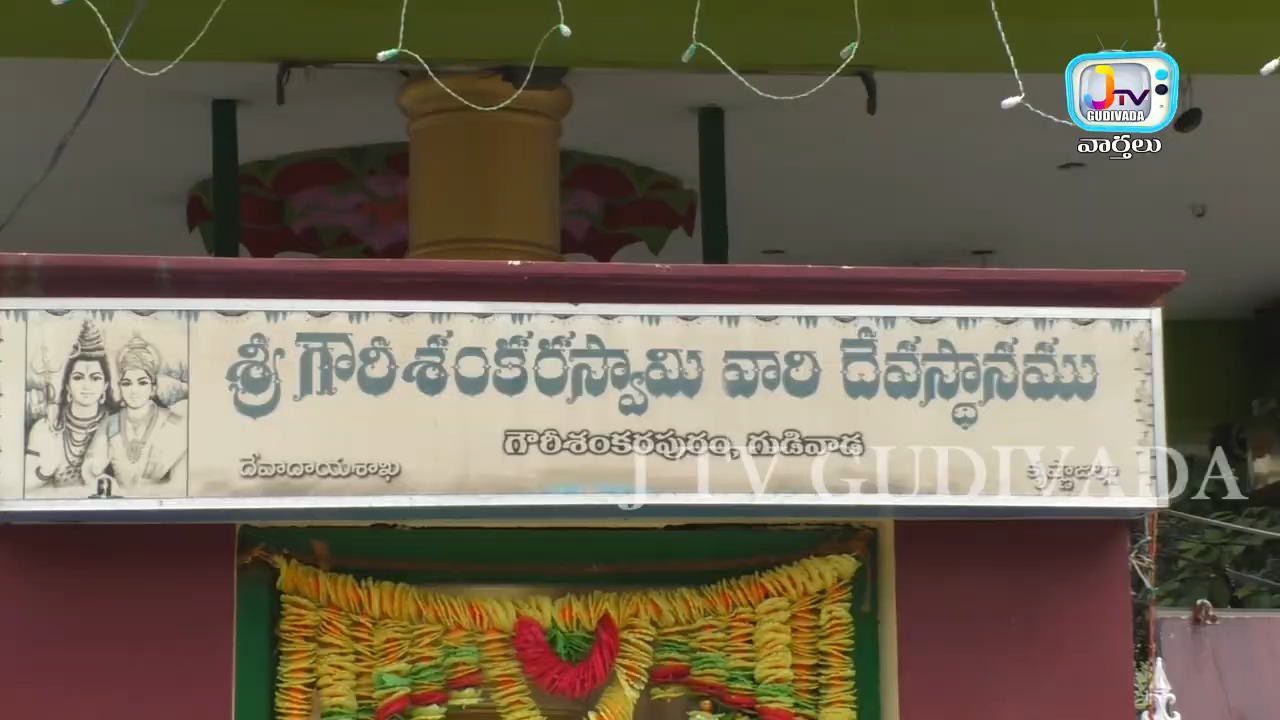 JTV
GUDIVADA
వార్తలు
శ్రీ గౌరీశంకరస్వామి వారి దేవస్థానము
గౌరీశంకరపురం, గుడివాడ
దేవాదాయశాఖ
కృష్ణాజిల్లా
J TV GUDIVADA